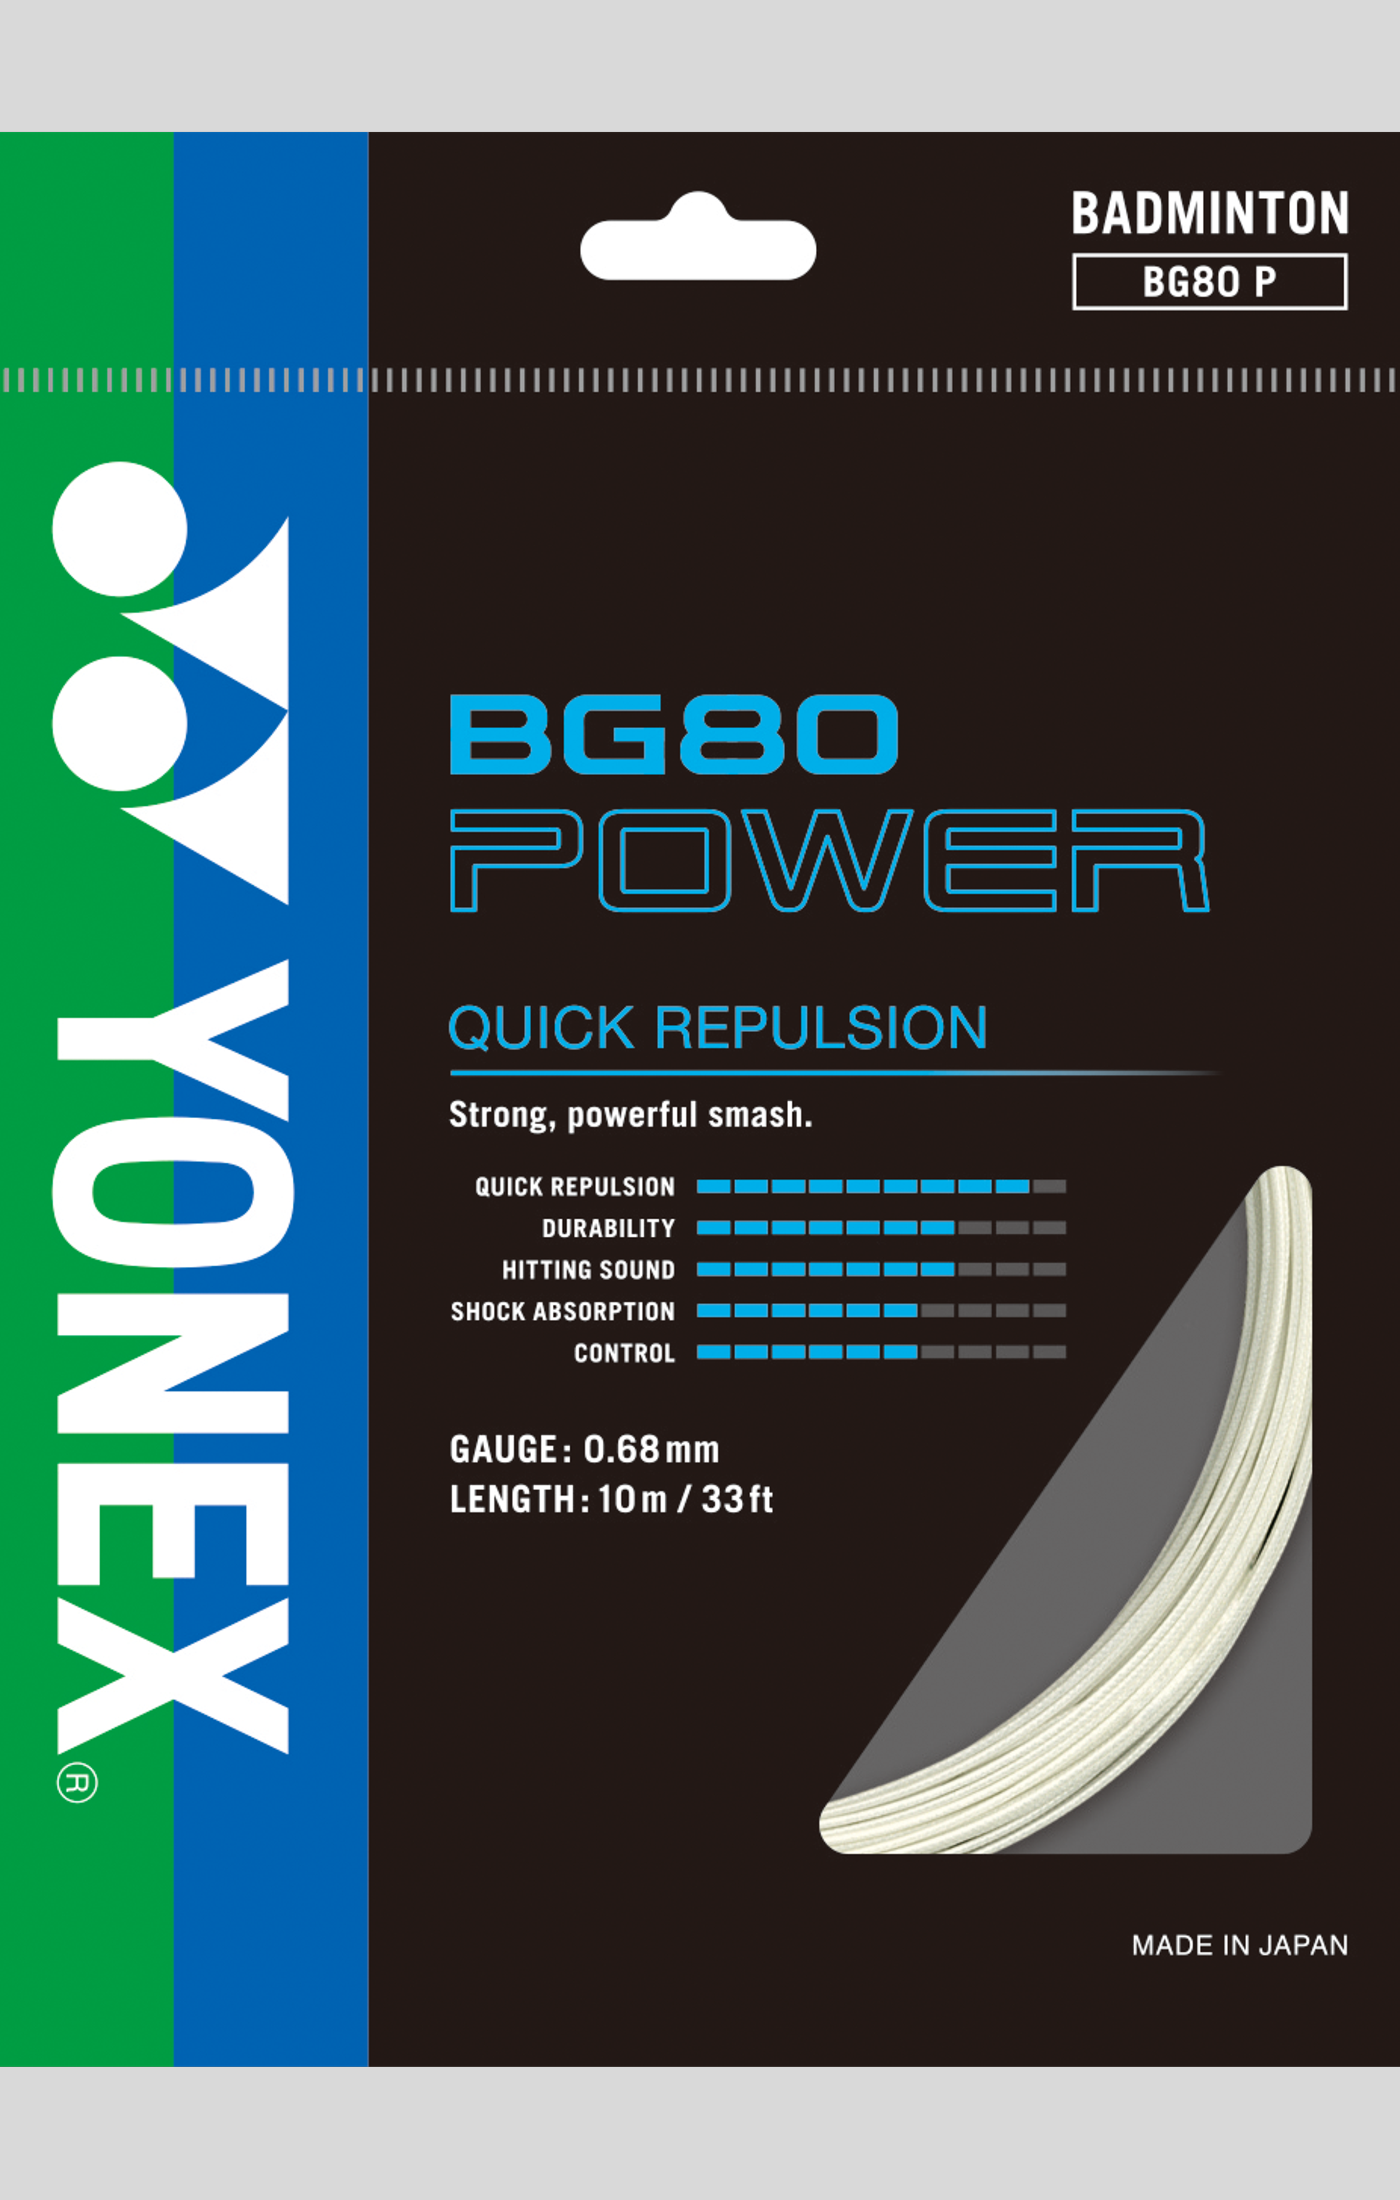 BADMINTON
BG80 P
YONEX®
BG80
POWER
QUICK REPULSION
Strong, powerful smash.
QUICK REPULSION
DURABILITY
HITTING SOUND
SHOCK ABSORPTION
CONTROL
GAUGE: 0.68mm
LENGTH: 10m / 33ft
MADE IN JAPAN